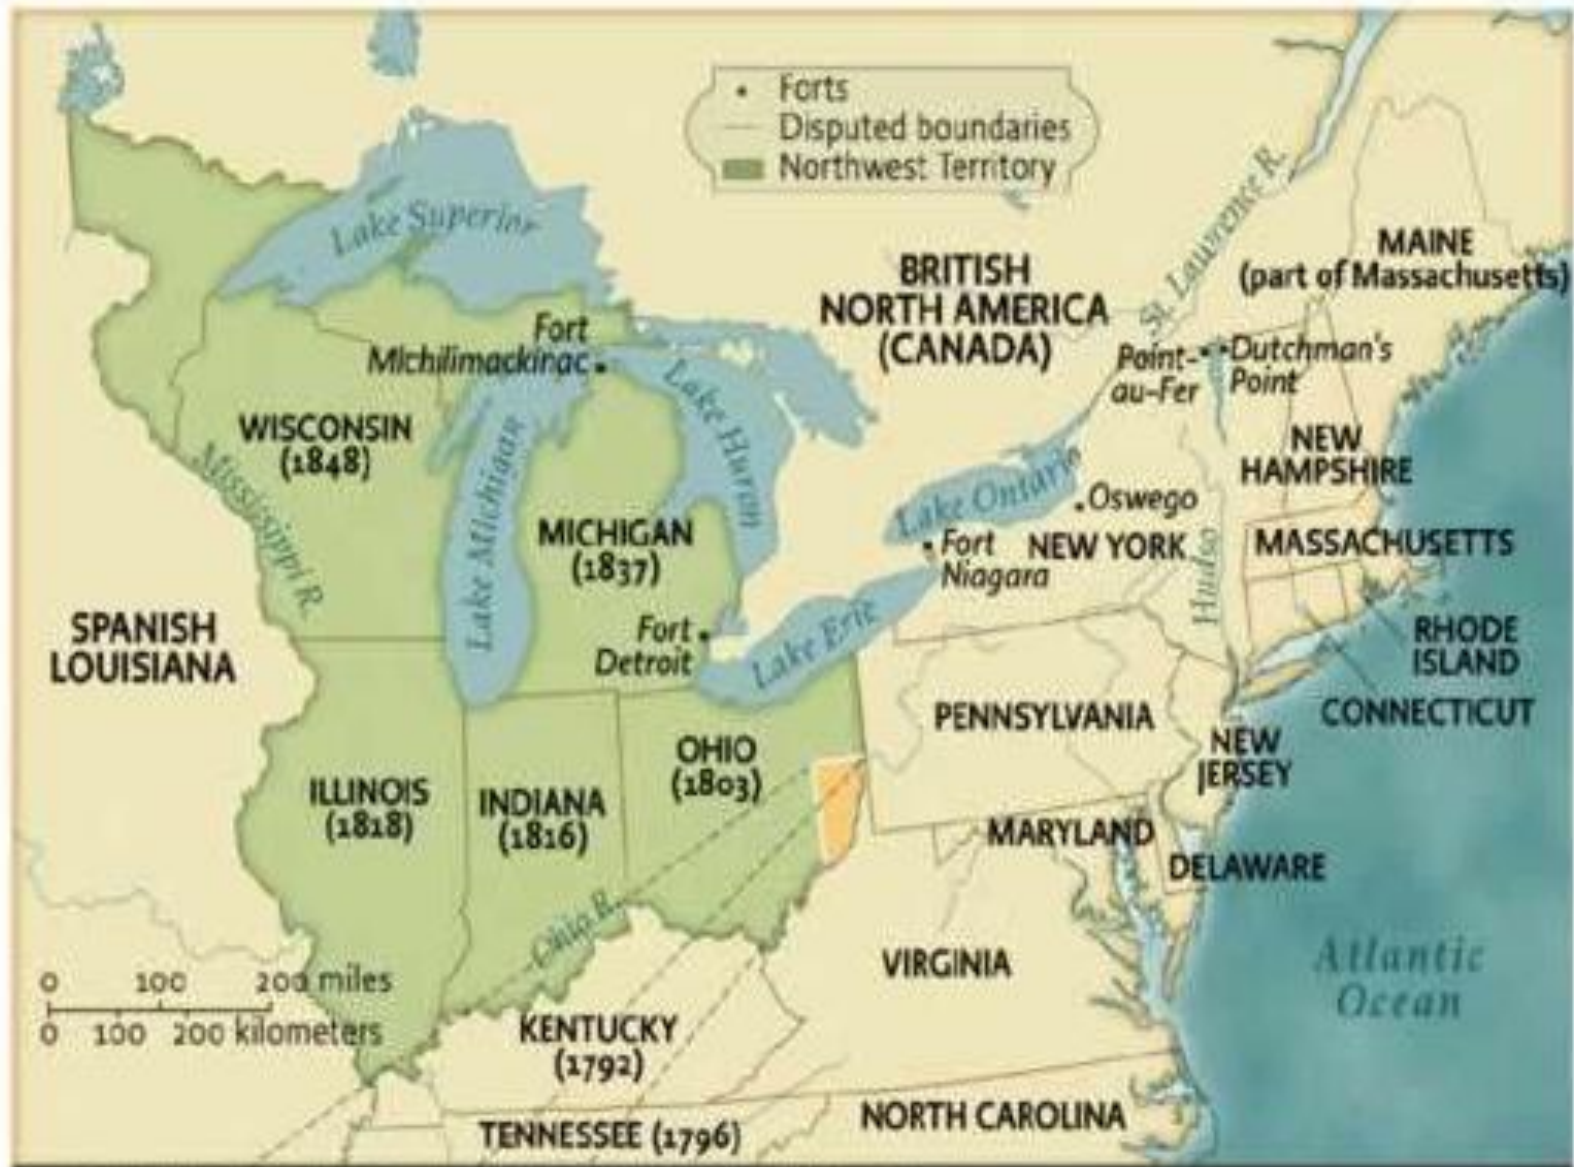 Forts
Disputed boundaries
Northwest Territory
Lake Superior
BRITISH
NORTH AMERICA
(CANADA)
St. Lawrence R.
MAINE
(part of Massachusetts)
Fort
Michilimackinac
Lake Huron
Point-
au-Fer
Dutchman's
Point
WISCONSIN
(1848)
Mississippi R.
Lake Michigan
NEW
HAMPSHIRE
Lake Ontario
Oswego
MICHIGAN
(1837)
Fort
Niagara
NEW YORK
Hudso
MASSACHUSETTS
SPANISH
LOUISIANA
Fort
Detroit
Lake Erie
RHODE
ISLAND
CONNECTICUT
PENNSYLVANIA
NEW
JERSEY
OHIO
(1803)
ILLINOIS
(1818)
INDIANA
(1816)
MARYLAND
DELAWARE
Ohio R.
VIRGINIA
Atlantic
Ocean
0 100 200 miles
0 100 200 kilometers
KENTUCKY
(1792)
TENNESSEE (1796)
NORTH CAROLINA